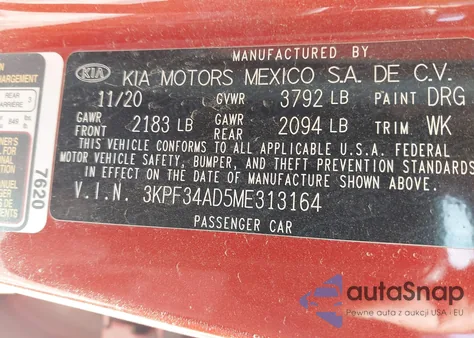 MANUFACTURED BY
KIA KIA MOTORS MEXICO S.A. DE C.V.
11/20 GVWR 3792 LB PAINT DRG
GAWR FRONT 2183 LB GAWR REAR 2094 LB TRIM WK
THIS VEHICLE CONFORMS TO ALL APPLICABLE U.S.A. FEDERAL
MOTOR VEHICLE SAFETY, BUMPER, AND THEFT PREVENTION STANDARDS
IN EFFECT ON THE DATE OF MANUFACTURE SHOWN ABOVE.
V.I.N. 3KPF34AD5ME313164
PASSENGER CAR
7620
REAR
3
autaSnap
Pewne auta z aukcji USA i EU